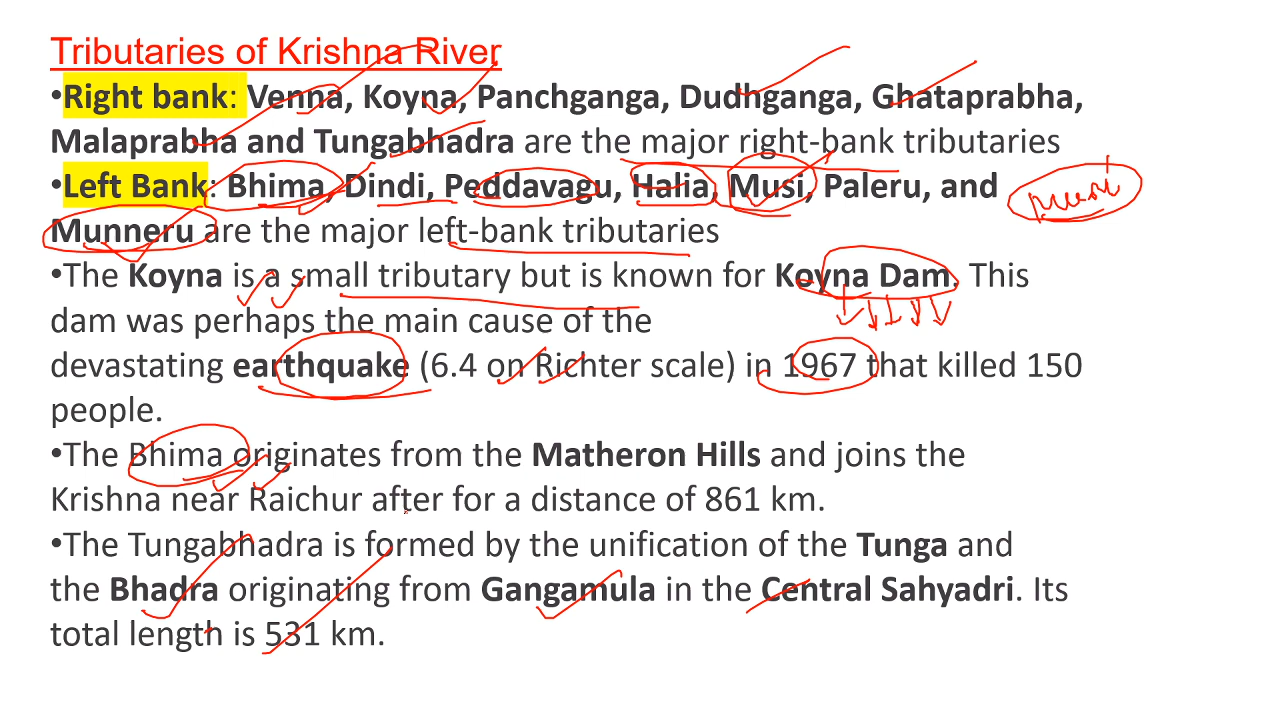 Tributaries of Krishna River
•Right bank: Venna, Koyna, Panchganga, Dudhganga, Ghataprabha,
Malaprabha and Tungabhadra are the major right-bank tributaries
•Left Bank: Bhima, Dindi, Peddavagu, Halia, Musi, Paleru, and
Musi
Munneru are the major left-bank tributaries
•The Koyna is a small tributary but is known for Koyna Dam. This
dam was perhaps the main cause of the
devastating earthquake (6.4 on Richter scale) in 1967 that killed 150
people.
•The Bhima originates from the Matheron Hills and joins the
Krishna near Raichur after for a distance of 861 km.
•The Tungabhadra is formed by the unification of the Tunga and
the Bhadra originating from Gangamula in the Central Sahyadri. Its
total length is 531 km.